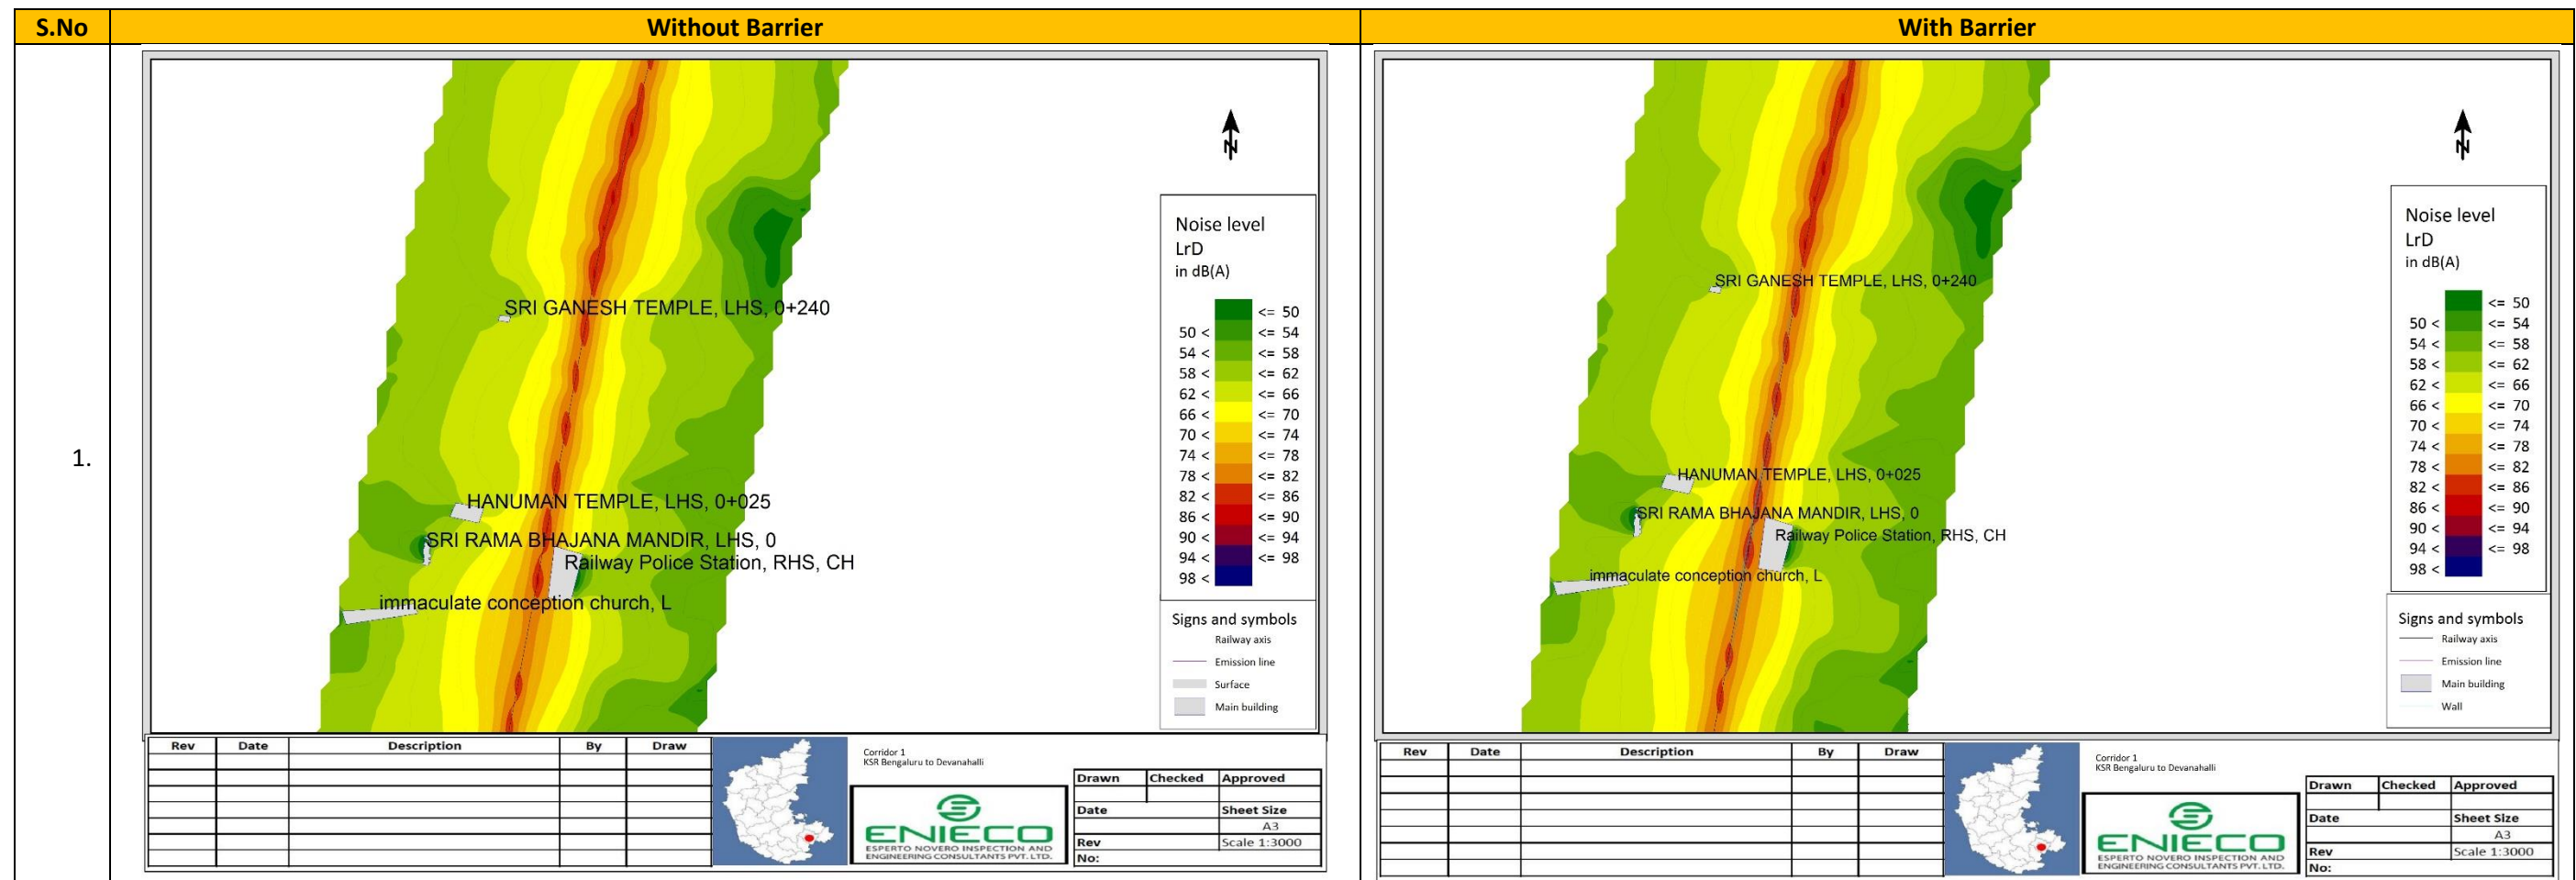 S.No Without Barrier With Barrier
1.
N
SRI GANESH TEMPLE, LHS, 0+240
HANUMAN TEMPLE, LHS, 0+025
SRI RAMA BHAJANA MANDIR, LHS, 0
Railway Police Station, RHS, CH
immaculate conception church, L
Noise level
LrD
in dB(A)
<= 50
50 < <= 54
54 < <= 58
58 < <= 62
62 < <= 66
66 < <= 70
70 < <= 74
74 < <= 78
78 < <= 82
82 < <= 86
86 < <= 90
90 < <= 94
94 < <= 98
98 <
Signs and symbols
Railway axis
Emission line
Surface
Main building
Rev Date Description By Draw
Corridor 1
KSR Bengaluru to Devanahalli
ENIECO
ESPERTO NOVERO INSPECTION AND
ENGINEERING CONSULTANTS PVT. LTD.
Drawn Checked Approved
Date Sheet Size
A3
Rev Scale 1:3000
No:
N
SRI GANESH TEMPLE, LHS, 0+240
HANUMAN TEMPLE, LHS, 0+025
SRI RAMA BHAJANA MANDIR, LHS, 0
Railway Police Station, RHS, CH
immaculate conception church, L
Noise level
LrD
in dB(A)
<= 50
50 < <= 54
54 < <= 58
58 < <= 62
62 < <= 66
66 < <= 70
70 < <= 74
74 < <= 78
78 < <= 82
82 < <= 86
86 < <= 90
90 < <= 94
94 < <= 98
98 <
Signs and symbols
Railway axis
Emission line
Main building
Wall
Rev Date Description By Draw
Corridor 1
KSR Bengaluru to Devanahalli
ENIECO
ESPERTO NOVERO INSPECTION AND
ENGINEERING CONSULTANTS PVT. LTD.
Drawn Checked Approved
Date Sheet Size
A3
Rev Scale 1:3000
No: